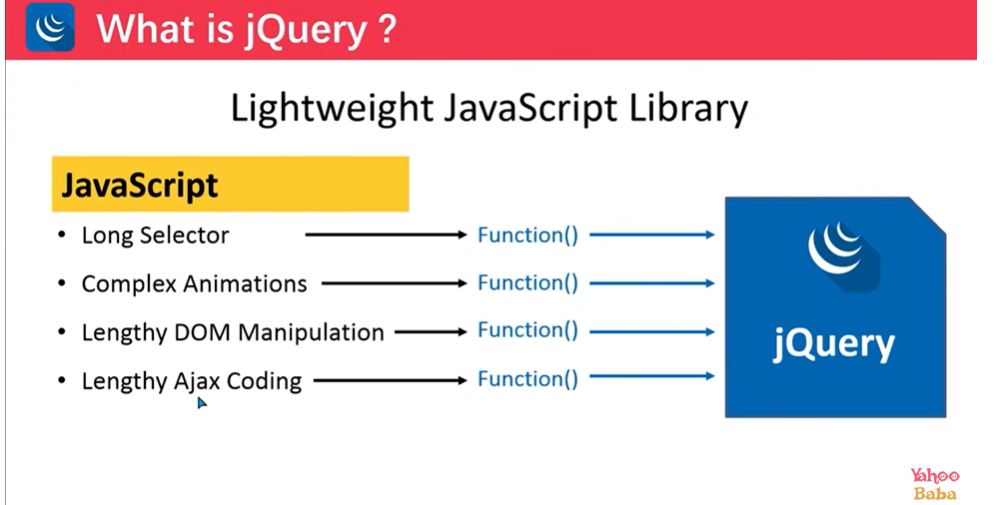 What is jQuery ?
Lightweight JavaScript Library
JavaScript
• Long Selector
Function()
• Complex Animations
Function()
• Lengthy DOM Manipulation
Function()
• Lengthy Ajax Coding
Function()
jQuery
Yahoo
Baba